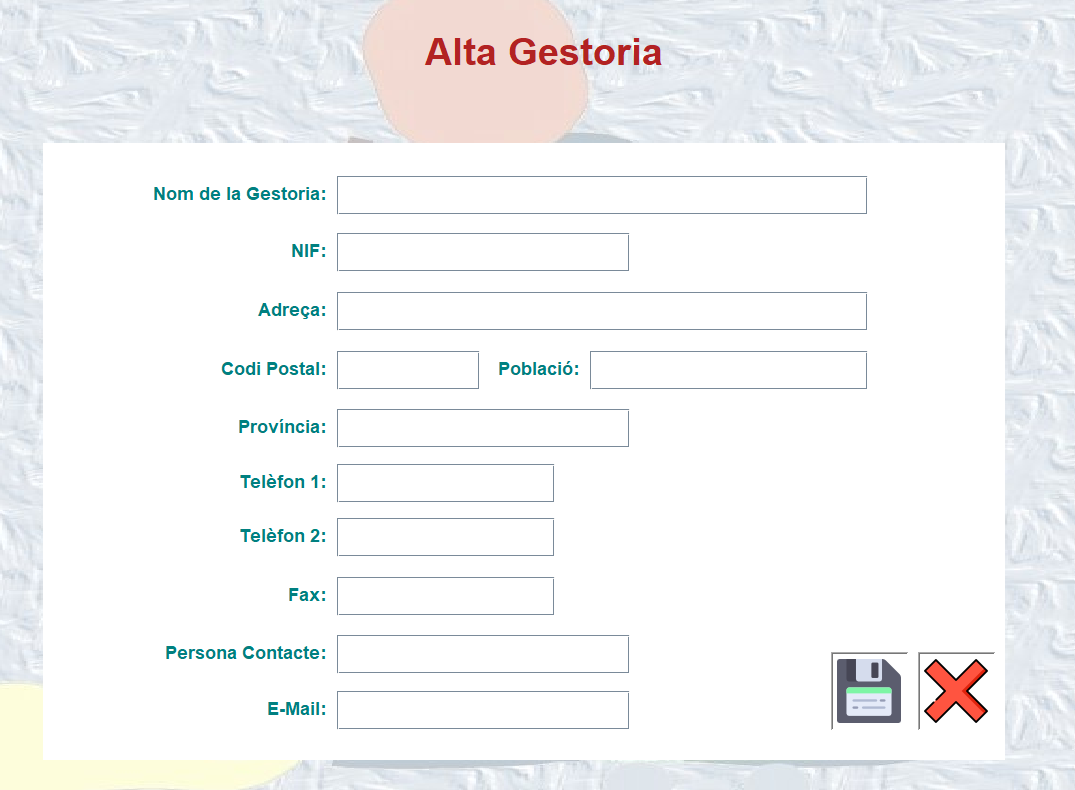 Alta Gestoria
Nom de la Gestoria:
NIF:
Adreça:
Codi Postal: Població:
Província:
Telèfon 1:
Telèfon 2:
Fax:
Persona Contacte:
E-Mail: